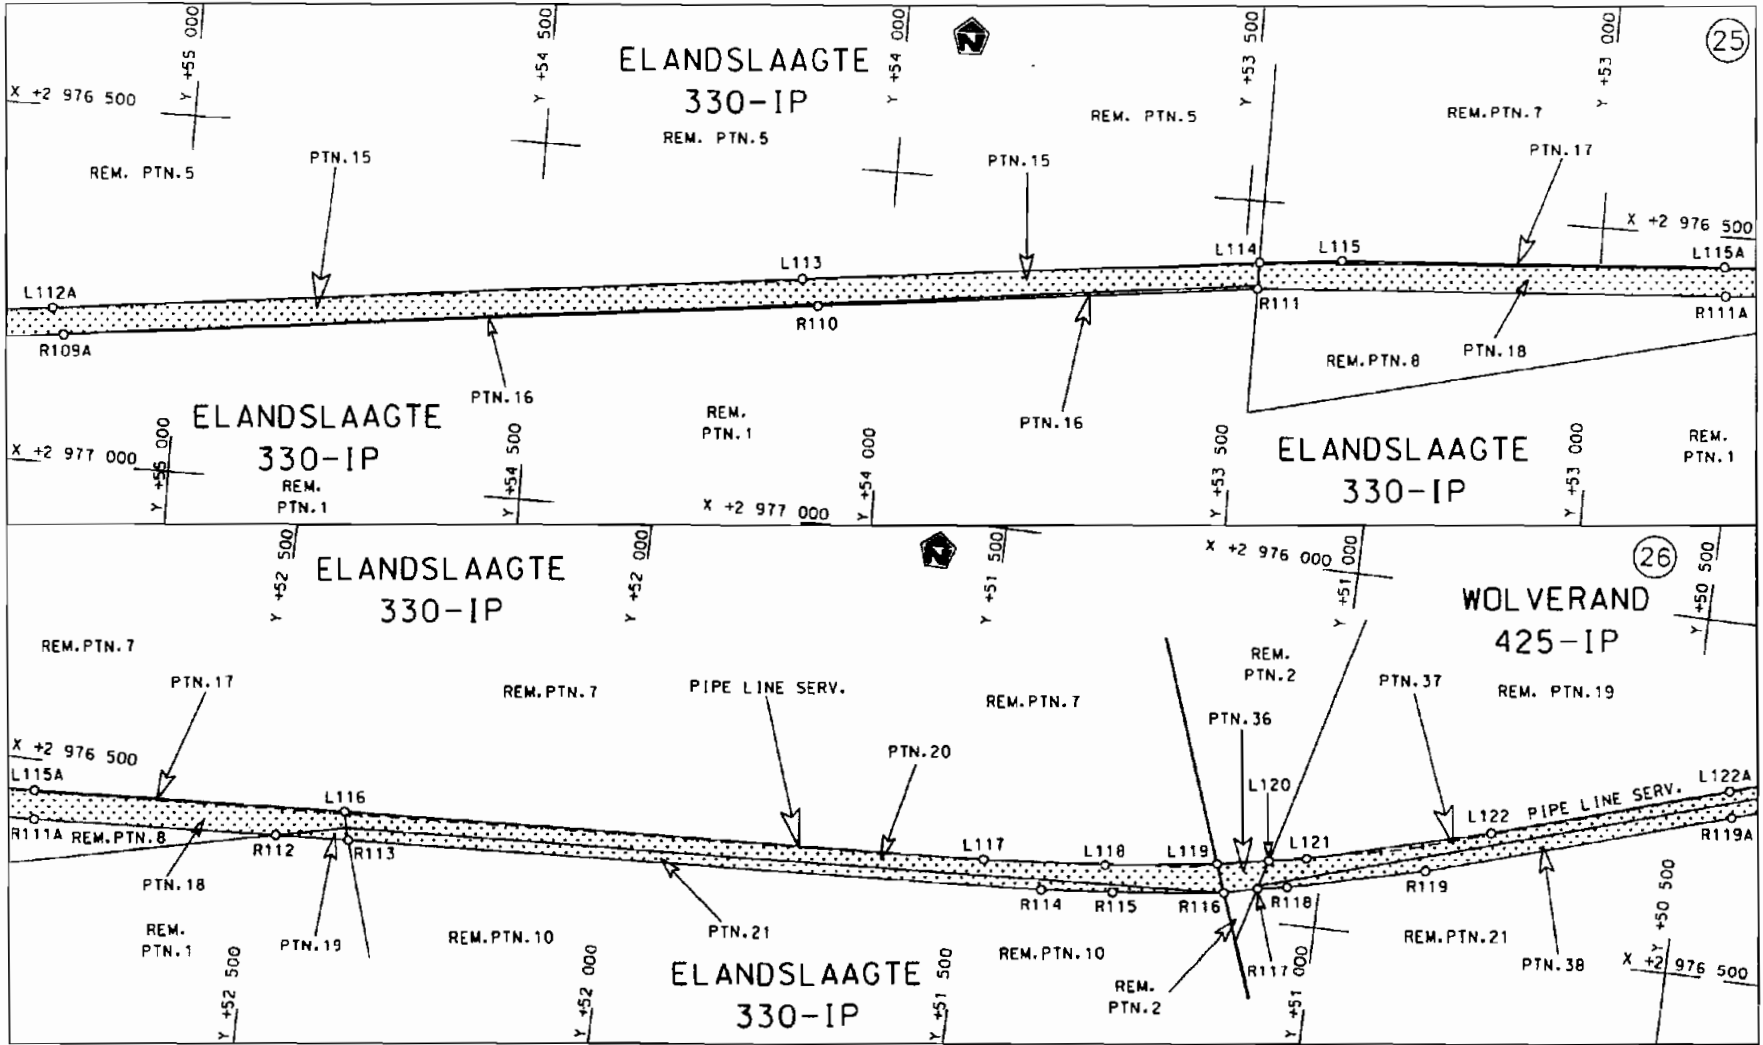 Y +55 000
Y +54 500
Y +54 000
Y +53 500
Y +53 000
25
N
ELANDSLAAGTE
330-IP
X +2 976 500
REM. PTN.5
REM. PTN.5
REM. PTN.5
REM.PTN.7
PTN.15
PTN.15
PTN.17
X +2 976 500
L112A
L113
L114
L115
L115A
R109A
R110
R111
R111A
PTN.16
PTN.16
REM.PTN.8
PTN.18
ELANDSLAAGTE
330-IP
REM.
PTN.1
REM.
PTN.1
ELANDSLAAGTE
330-IP
REM.
PTN.1
X +2 977 000
X +2 977 000
Y +55 000
Y +54 500
Y +54 000
Y +53 500
Y +53 000
Y +52 500
Y +52 000
Y +51 500
Y +51 000
Y +50 500
26
N
X +2 976 000
ELANDSLAAGTE
330-IP
WOLVERAND
425-IP
REM.PTN.7
PTN.17
REM.PTN.7
PIPE LINE SERV.
REM.PTN.7
REM.
PTN.2
PTN.37
REM. PTN.19
PTN.36
PTN.20
X +2 976 500
L115A
L116
L117
L118
L119
L120
L121
L122
PIPE LINE SERV.
L122A
R111A
REM.PTN.8
R112
R113
R114
R115
R116
R117
R118
R119
R119A
PTN.18
REM.
PTN.1
PTN.19
REM.PTN.10
PTN.21
REM.PTN.10
REM.
PTN.2
REM.PTN.21
PTN.38
X +2 976 500
ELANDSLAAGTE
330-IP
Y +52 500
Y +52 000
Y +51 500
Y +51 000
Y +50 500